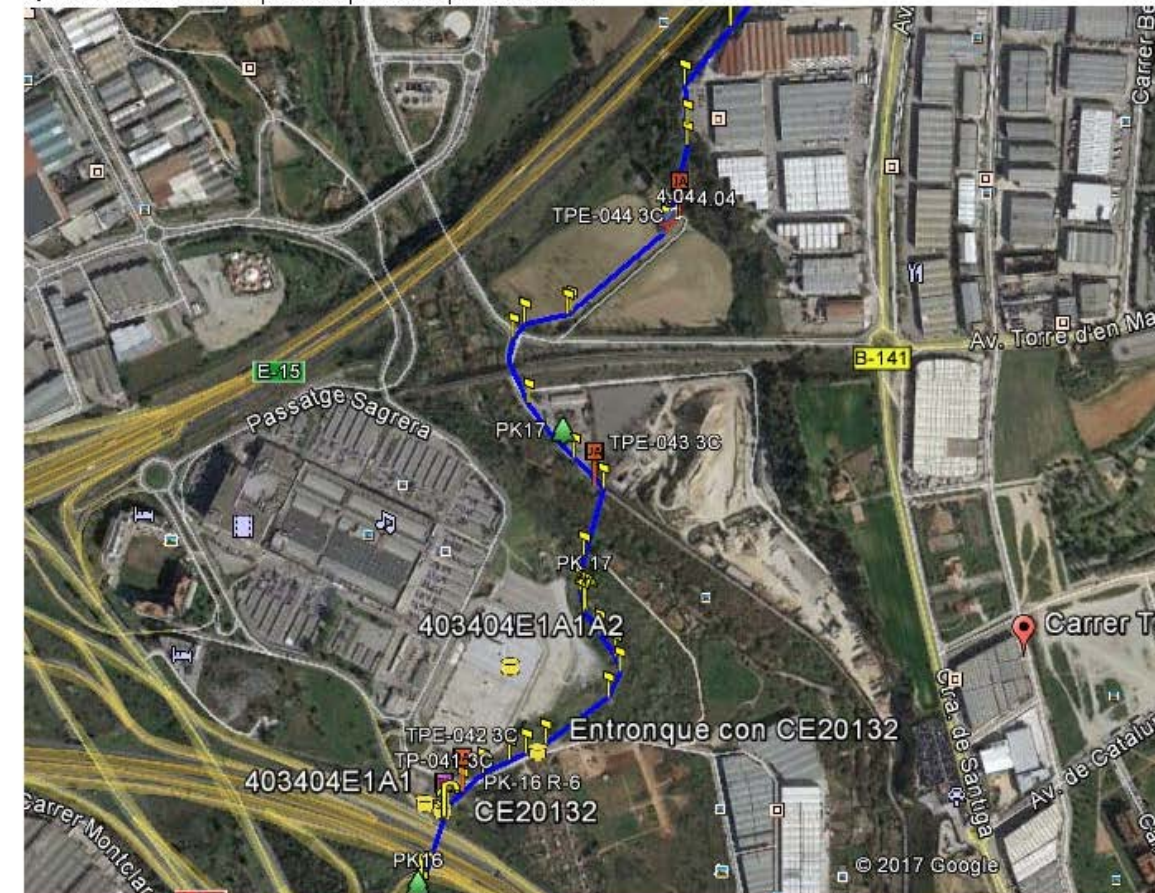 Av.
Carrer Be
4.04 4.04
TPE-044 3C
Av. Torre d'en Ma
B-141
E-15
Passatge Sagrera
PK17
TPE-043 3C
PK 17
403404E1A1A2
Carrer T
Entronque con CE20132
TPE-042 3C
TP-041 3C
403404E1A1
PK-16 R-6
CE20132
Ctra. de Santiga
Av. de Catalu
Ca
Carrer Montclar
PK16
© 2017 Google